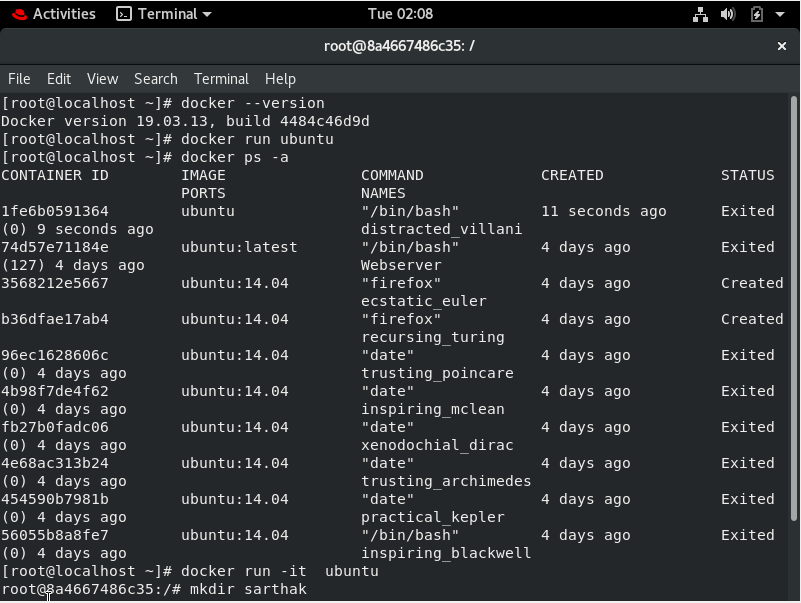 Activities Terminal Tue 02:08
root@8a4667486c35: /
File Edit View Search Terminal Help
[root@localhost ~]# docker --version
Docker version 19.03.13, build 4484c46d9d
[root@localhost ~]# docker run ubuntu
[root@localhost ~]# docker ps -a
CONTAINER ID        IMAGE               COMMAND             CREATED             STATUS
                    PORTS               NAMES
1fe6b0591364        ubuntu              "/bin/bash"         11 seconds ago      Exited
(0) 9 seconds ago                       distracted_villani
74d57e71184e        ubuntu:latest       "/bin/bash"         4 days ago          Exited
(127) 4 days ago                        Webserver
3568212e5667        ubuntu:14.04        "firefox"           4 days ago          Created
                                        ecstatic_euler
b36dfae17ab4        ubuntu:14.04        "firefox"           4 days ago          Created
                                        recursing_turing
96ec1628606c        ubuntu:14.04        "date"              4 days ago          Exited
(0) 4 days ago                          trusting_poincare
4b98f7de4f62        ubuntu:14.04        "date"              4 days ago          Exited
(0) 4 days ago                          inspiring_mclean
fb27b0fadc06        ubuntu:14.04        "date"              4 days ago          Exited
(0) 4 days ago                          xenodochial_dirac
4e68ac313b24        ubuntu:14.04        "date"              4 days ago          Exited
(0) 4 days ago                          trusting_archimedes
454590b7981b        ubuntu:14.04        "date"              4 days ago          Exited
(0) 4 days ago                          practical_kepler
56055b8a8fe7        ubuntu:14.04        "/bin/bash"         4 days ago          Exited
(0) 4 days ago                          inspiring_blackwell
[root@localhost ~]# docker run -it  ubuntu
root@8a4667486c35:/# mkdir sarthak